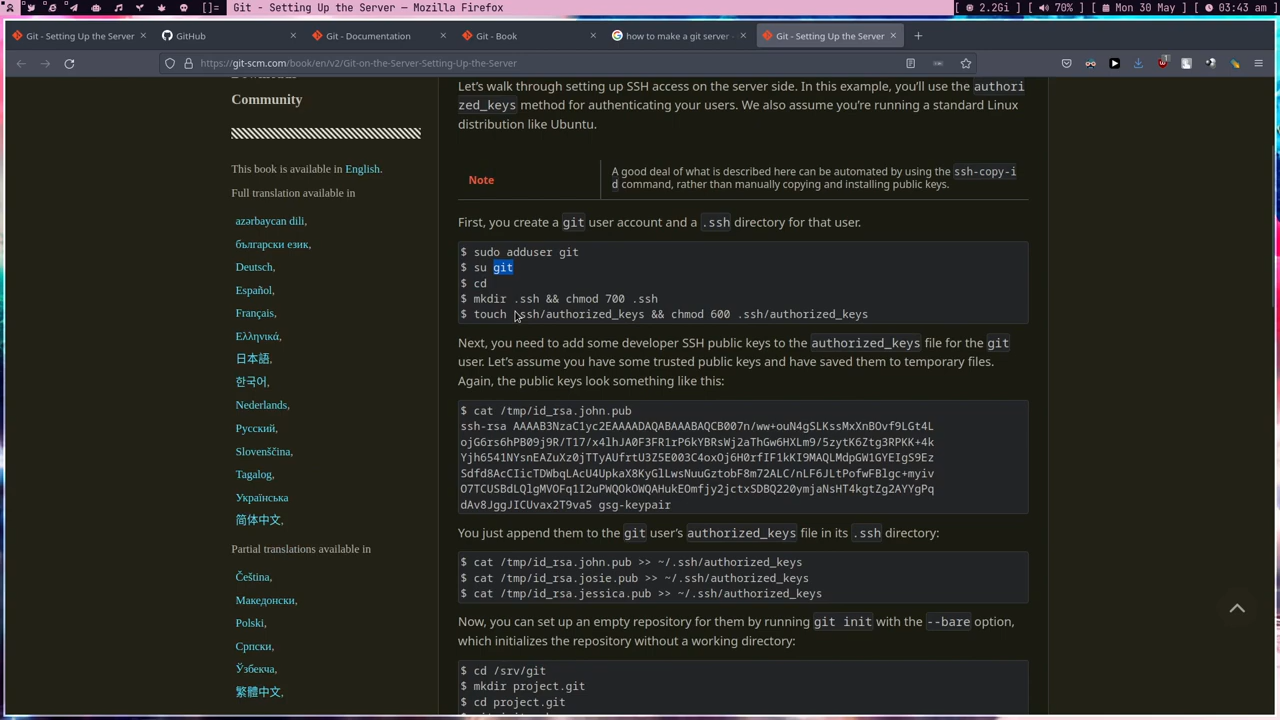 []= Git - Setting Up the Server — Mozilla Firefox
2.2Gi 70% Mon 30 May 03:43 am
Git - Setting Up the Server
GitHub
Git - Documentation
Git - Book
how to make a git server -
Git - Setting Up the Server
https://git-scm.com/book/en/v2/Git-on-the-Server-Setting-Up-the-Server
Community
This book is available in English.
Full translation available in
azərbaycan dili,
български език,
Deutsch,
Español,
Français,
Ελληνικά,
日本語,
한국어,
Nederlands,
Русский,
Slovenščina,
Tagalog,
Українська
简体中文,
Partial translations available in
Čeština,
Македонски,
Polski,
Српски,
Ўзбекча,
繁體中文,
Let’s walk through setting up SSH access on the server side. In this example, you’ll use the authori
zed_keys method for authenticating your users. We also assume you’re running a standard Linux
distribution like Ubuntu.
Note
A good deal of what is described here can be automated by using the ssh-copy-i
d command, rather than manually copying and installing public keys.
First, you create a git user account and a .ssh directory for that user.
$ sudo adduser git
$ su git
$ cd
$ mkdir .ssh && chmod 700 .ssh
$ touch .ssh/authorized_keys && chmod 600 .ssh/authorized_keys
Next, you need to add some developer SSH public keys to the authorized_keys file for the git
user. Let’s assume you have some trusted public keys and have saved them to temporary files.
Again, the public keys look something like this:
$ cat /tmp/id_rsa.john.pub
ssh-rsa AAAAB3NzaC1yc2EAAAADAQABAAABAQCB007n/ww+ouN4gSLKssMxXnBOvf9LGt4L
ojG6rs6hPB09j9R/T17/x4lhJA0F3FR1rP6kYBRsWj2aThGw6HXLm9/5zytK6Ztg3RPKK+4k
Yjh6541NYsnEAZuXz0jTTyAUfrtU3Z5E003C4oxOj6H0rfIF1kKI9MAQLMdpGW1GYEIgS9Ez
Sdfd8AcCIicTDWbqLAcU4UpkaX8KyGlLwsNuuGztobF8m72ALC/nLF6JLtPofwFBlgc+myiv
O7TCUSBdLQlgMVOFq1I2uPWQOkOWQAHukEOmfjy2jctxSDBQ220ymjaNsHT4kgtZg2AYYgPq
dAv8JggJICUvax2T9va5 gsg-keypair
You just append them to the git user’s authorized_keys file in its .ssh directory:
$ cat /tmp/id_rsa.john.pub >> ~/.ssh/authorized_keys
$ cat /tmp/id_rsa.josie.pub >> ~/.ssh/authorized_keys
$ cat /tmp/id_rsa.jessica.pub >> ~/.ssh/authorized_keys
Now, you can set up an empty repository for them by running git init with the --bare option,
which initializes the repository without a working directory:
$ cd /srv/git
$ mkdir project.git
$ cd project.git